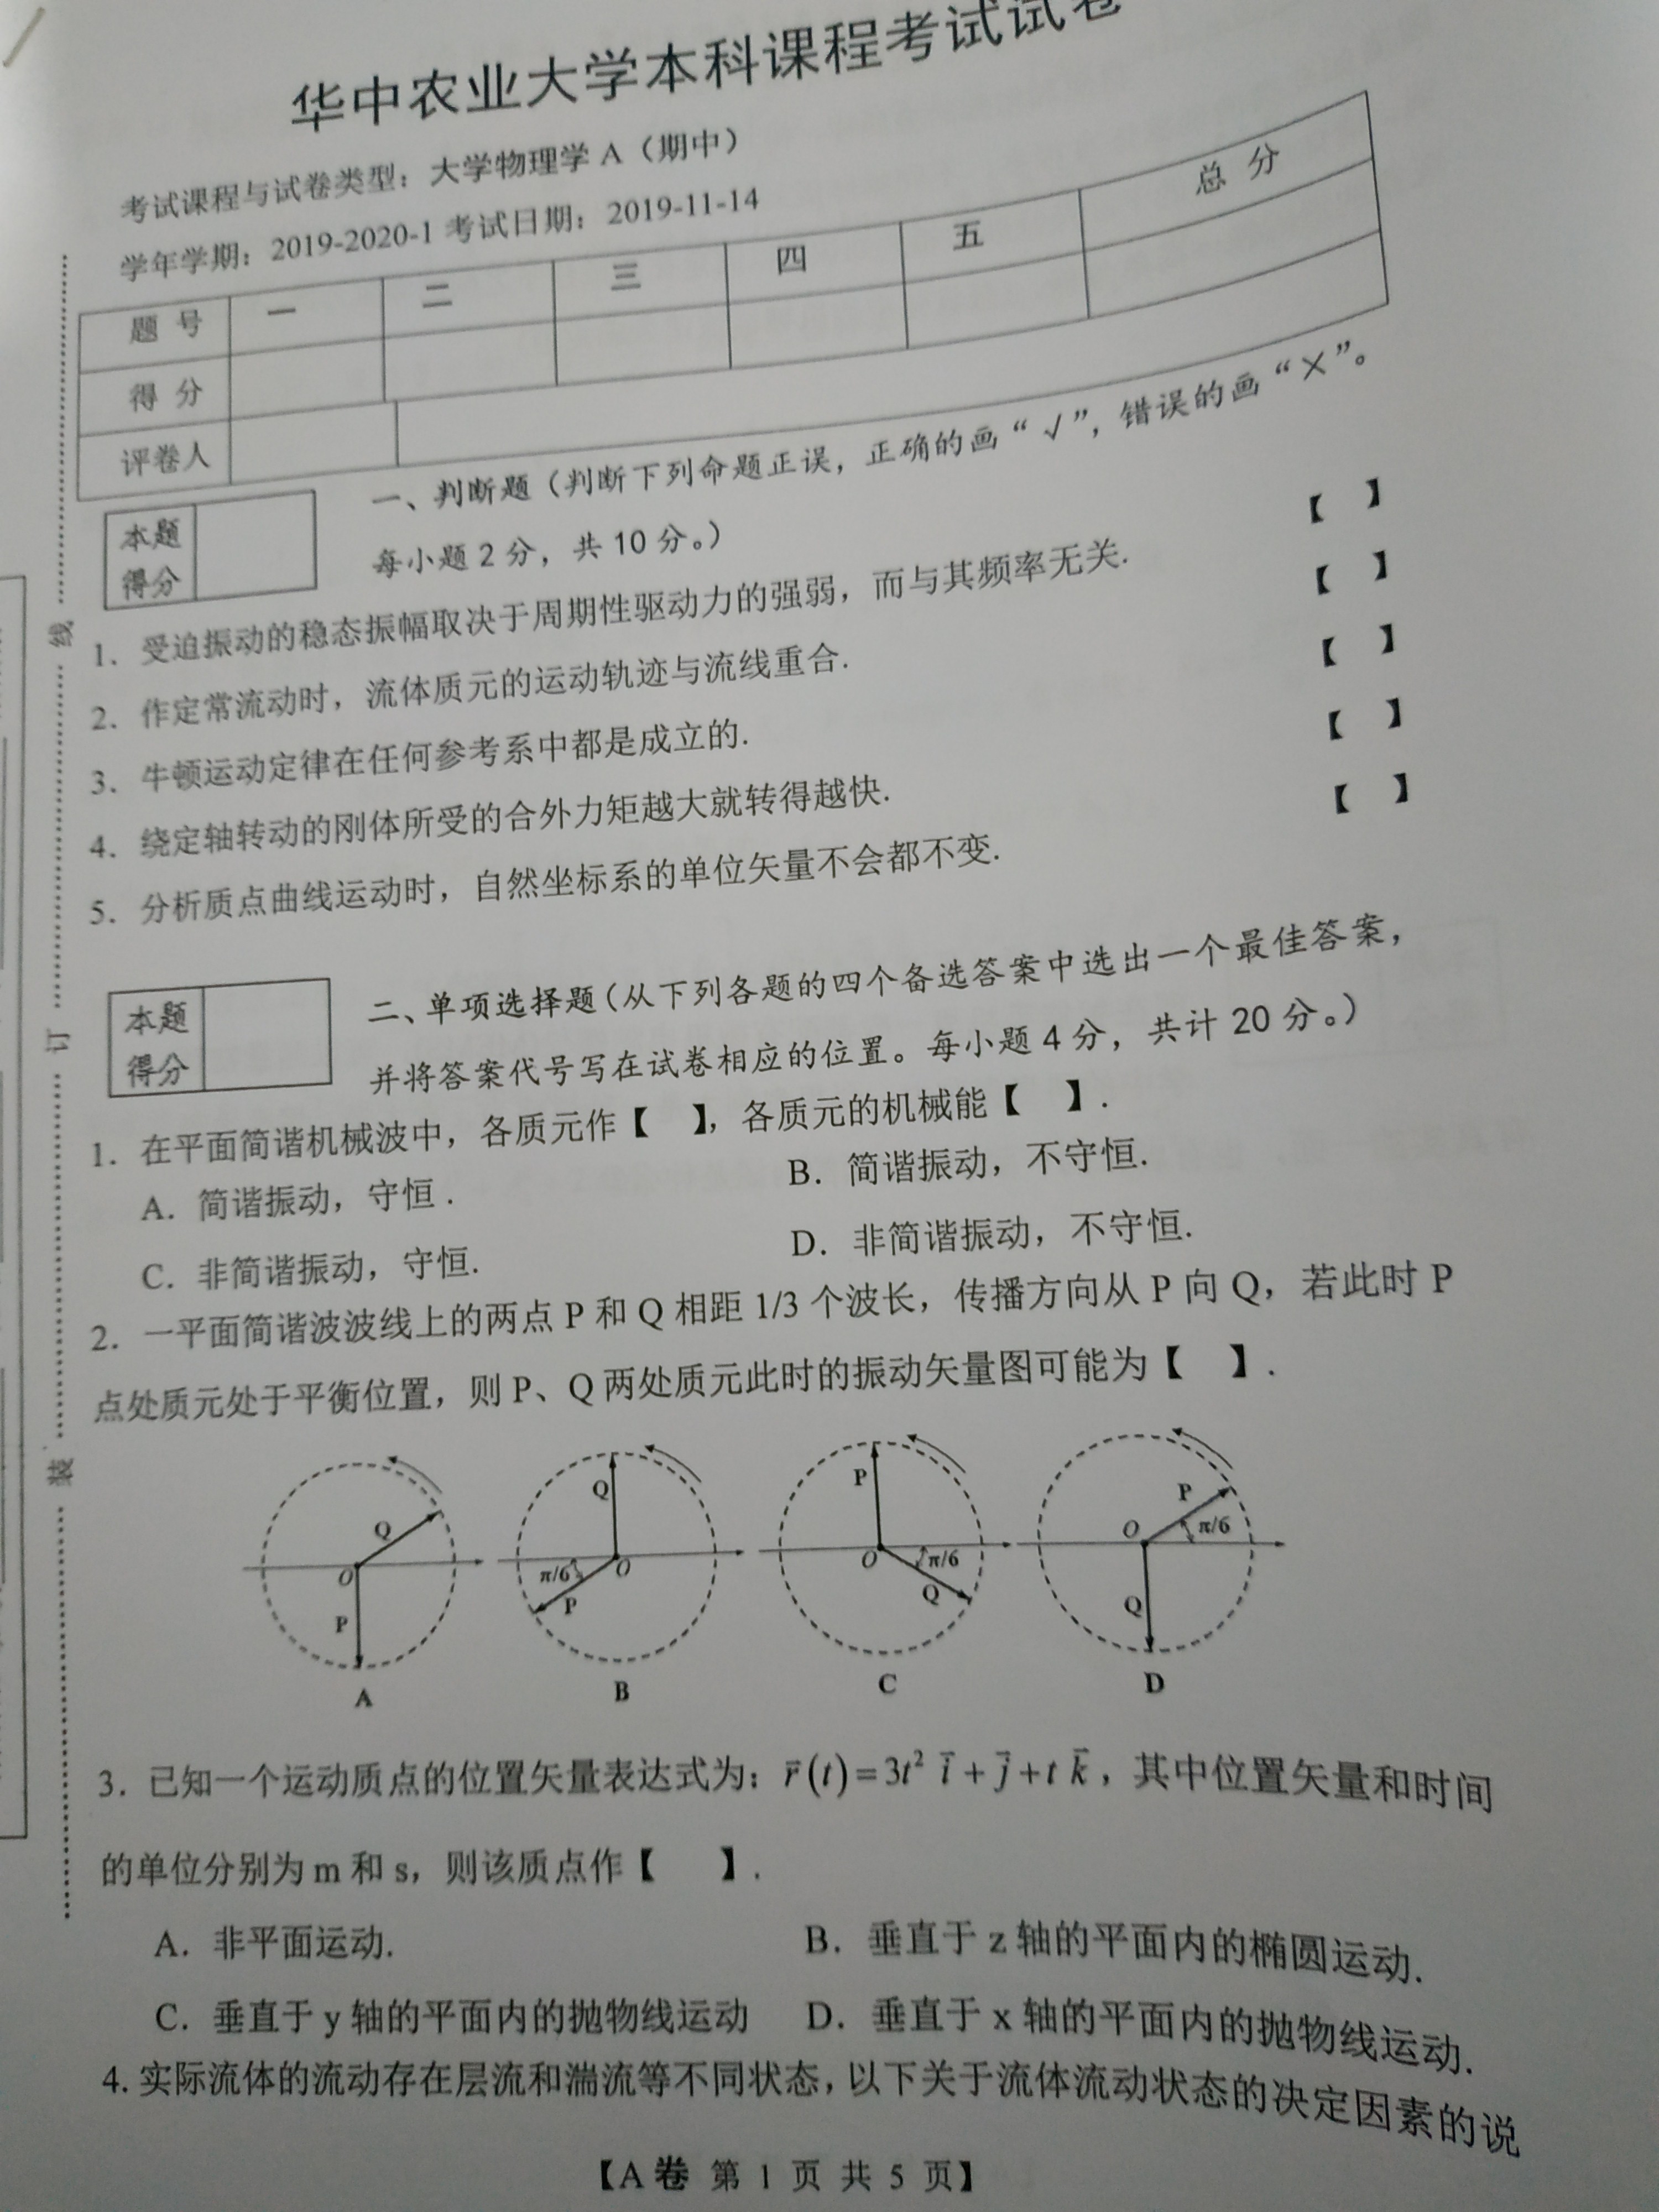 华中农业大学本科课程考试试卷
考试课程与试卷类型：大学物理学 A（期中）
学年学期：2019-2020-1 考试日期：2019-11-14
题 号 一 二 三 四 五 总 分
得 分
评卷人
本题
得分
一、判断题（判断下列命题正误，正确的画“√”，错误的画“×”。
每小题 2 分，共 10 分。）
1. 受迫振动的稳态振幅取决于周期性驱动力的强弱，而与其频率无关. 【 】
2. 作定常流动时，流体质元的运动轨迹与流线重合. 【 】
3. 牛顿运动定律在任何参考系中都是成立的. 【 】
4. 绕定轴转动的刚体所受的合外力矩越大就转得越快. 【 】
5. 分析质点曲线运动时，自然坐标系的单位矢量不会都不变. 【 】
本题
得分
二、单项选择题（从下列各题的四个备选答案中选出一个最佳答案，
并将答案代号写在试卷相应的位置。每小题 4 分，共计 20 分。）
1. 在平面简谐机械波中，各质元作【 】，各质元的机械能【 】.
A. 简谐振动，守恒. B. 简谐振动，不守恒.
C. 非简谐振动，守恒. D. 非简谐振动，不守恒.
2. 一平面简谐波波线上的两点 P 和 Q 相距 1/3 个波长，传播方向从 P 向 Q，若此时 P
点处质元处于平衡位置，则 P、Q 两处质元此时的振动矢量图可能为【 】.
Q O P A
Q π/6 O P B
P O π/6 Q C
P O π/6 Q D
3. 已知一个运动质点的位置矢量表达式为：r̄(t)=3t² ī+j̄+t k̄，其中位置矢量和时间
的单位分别为 m 和 s，则该质点作【 】.
A. 非平面运动. B. 垂直于 z 轴的平面内的椭圆运动.
C. 垂直于 y 轴的平面内的抛物线运动 D. 垂直于 x 轴的平面内的抛物线运动.
4. 实际流体的流动存在层流和湍流等不同状态，以下关于流体流动状态的决定因素的说
【A 卷 第 1 页 共 5 页】
线
订
装